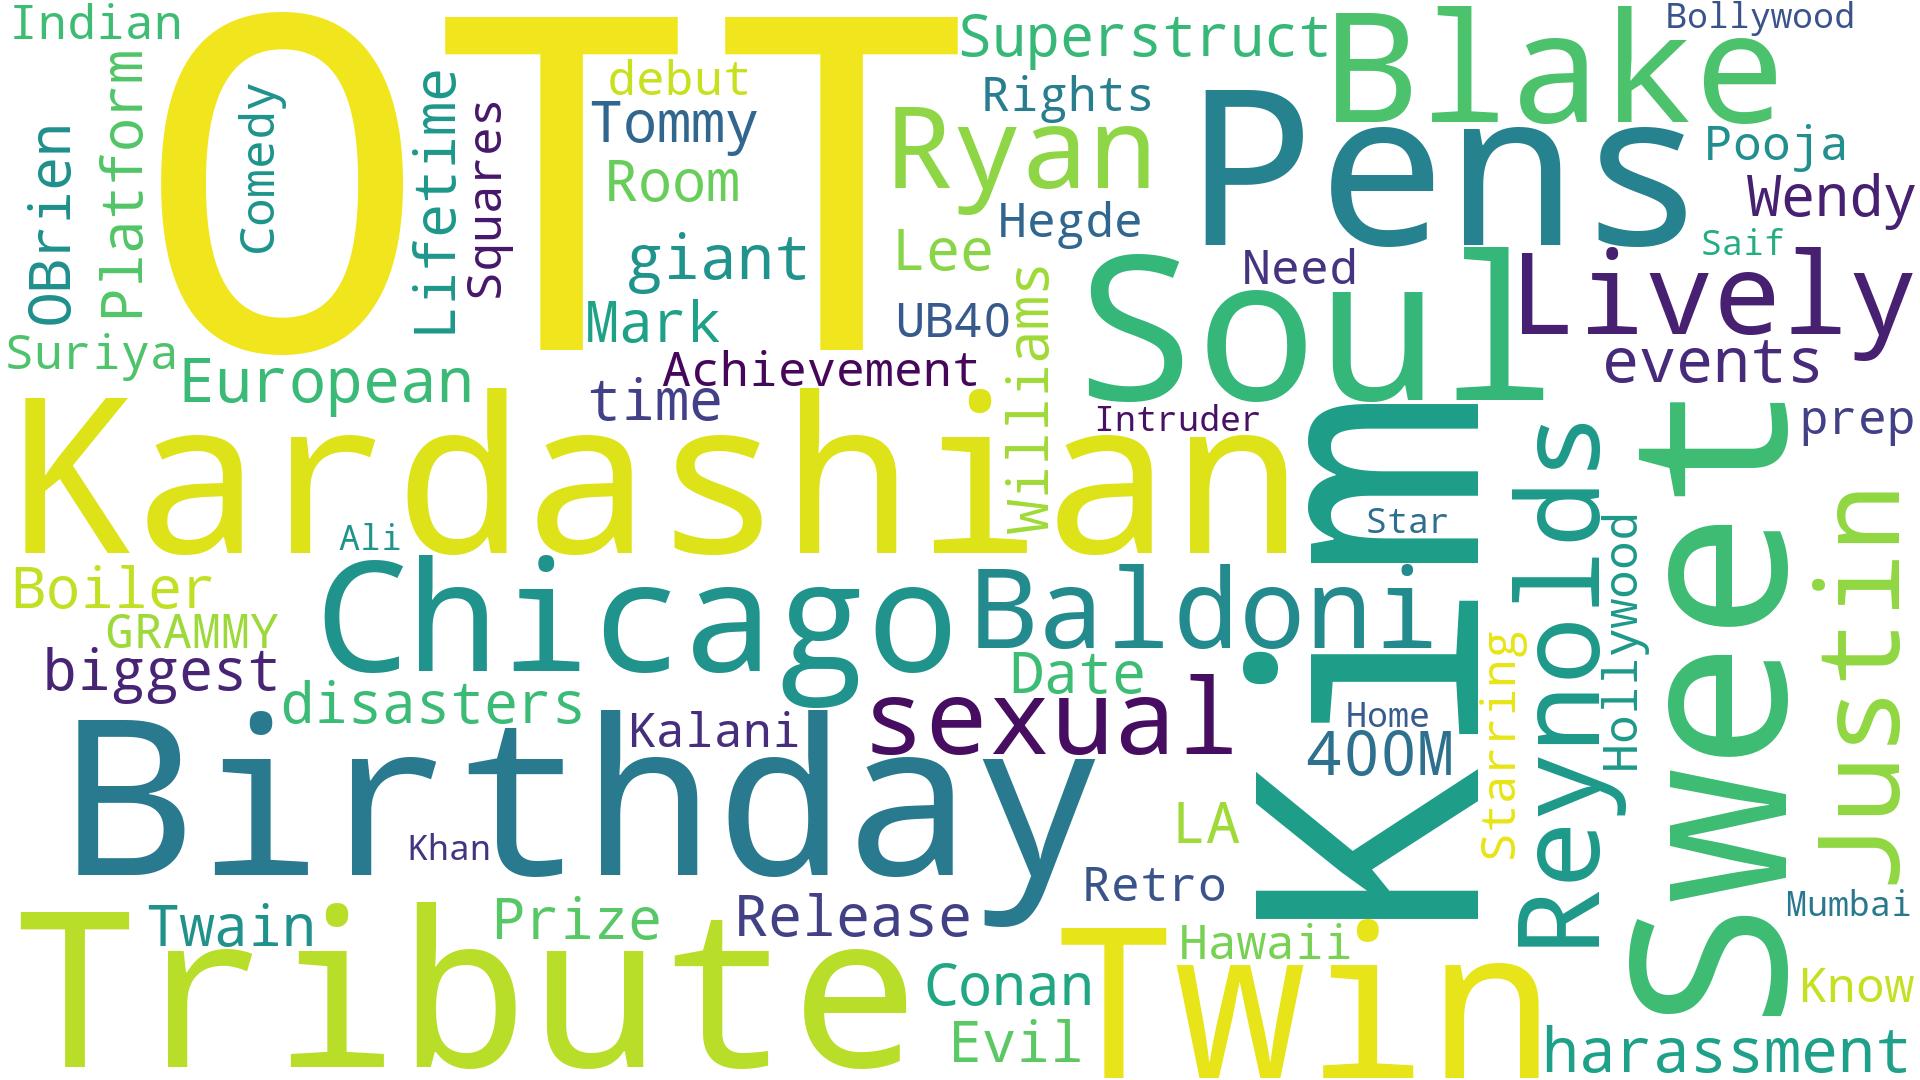 Indian
OTT
Superstruct
Blake
Bollywood
Platform
Comedy
Lifetime
Squares
debut
Tommy
Room
Ryan
Rights
Pens
Pooja
Wendy
OBrien
giant
Lee
Hegde
Saif
Mark
UB40
Williams
Soul
Need
Lively
Suriya
European
Achievement
time
events
Kardashian
Intruder
Kim
Star
Reynolds
Sweet
prep
Ali
Boiler
GRAMMY
Chicago
Baldoni
Hollywood
Justin
biggest
disasters
Date
sexual
Starring
Birthday
Kalani
Home
400M
Khan
LA
Retro
Twain
Prize
Release
Mumbai
Tribute
Conan
Evil
Twin
Hawaii
Know
harassment